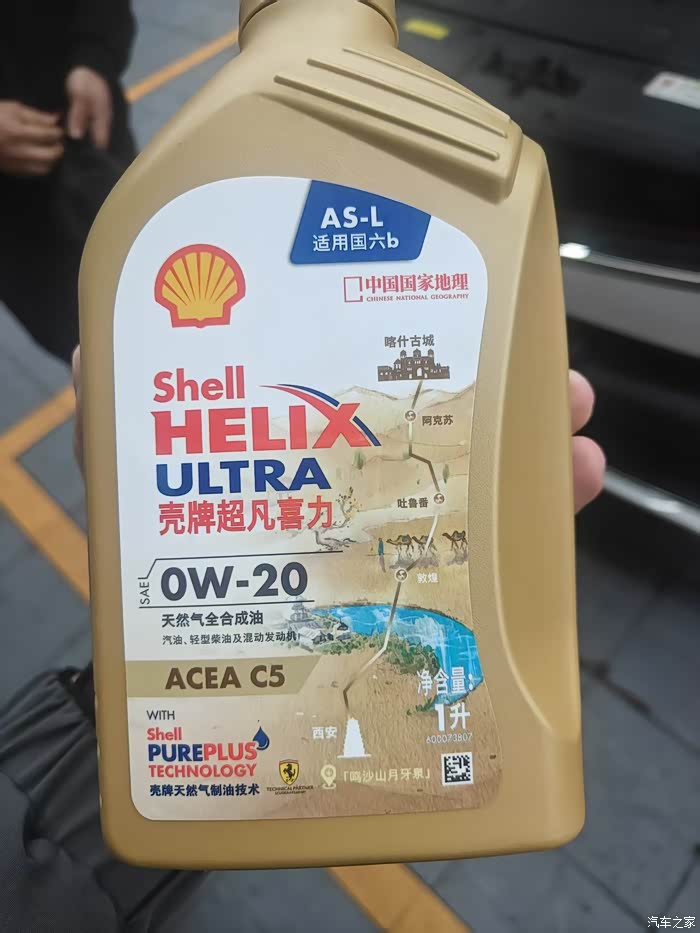 AS-L
适用国六b
中国国家地理
CHINESE NATIONAL GEOGRAPHY
喀什古城
Shell
HELIX
ULTRA
壳牌超凡喜力
阿克苏
吐鲁番
敦煌
SAE
0W-20
天然气全合成油
汽油、轻型柴油及混动发动机
ACEA C5
净含量:
1升
WITH
Shell
PUREPLUS
TECHNOLOGY
壳牌天然气制油技术
TECHNICAL PARTNER
西安
「鸣沙山月牙泉」
汽车之家